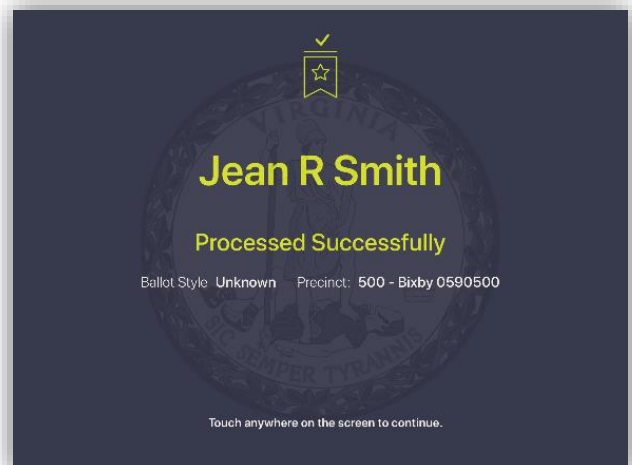 VIRGINIA
Jean R Smith
Processed Successfully
Ballot Style Unknown Precinct: 500 - Bixby 0590500
SIC SEMPER TYRANNIS
Touch anywhere on the screen to continue.